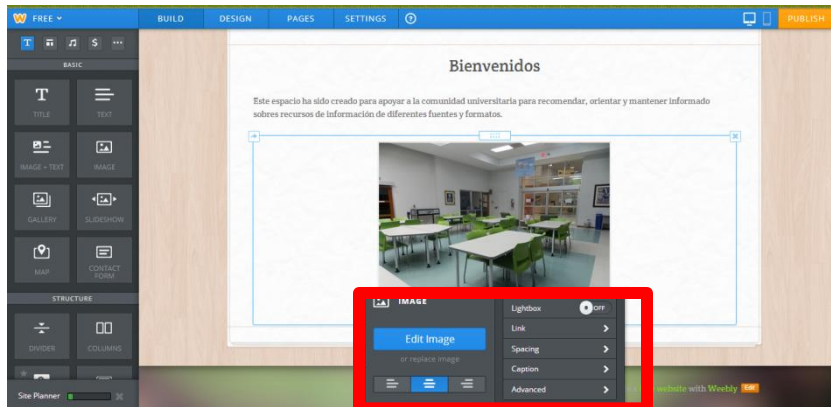 FREE
BUILD
DESIGN
PAGES
SETTINGS
?
PUBLISH
T
$
BASIC
T
TITLE
TEXT
IMAGE + TEXT
IMAGE
GALLERY
SLIDESHOW
MAP
CONTACT
FORM
STRUCTURE
DIVIDER
COLUMNS
Site Planner
Bienvenidos
Este espacio ha sido creado para apoyar a la comunidad universitaria para recomendar, orientar y mantener informado
sobres recursos de información de diferentes fuentes y formatos.
IMAGE
Edit Image
or replace image
Lightbox OFF
Link
Spacing
Caption
Advanced
website with Weebly Edit